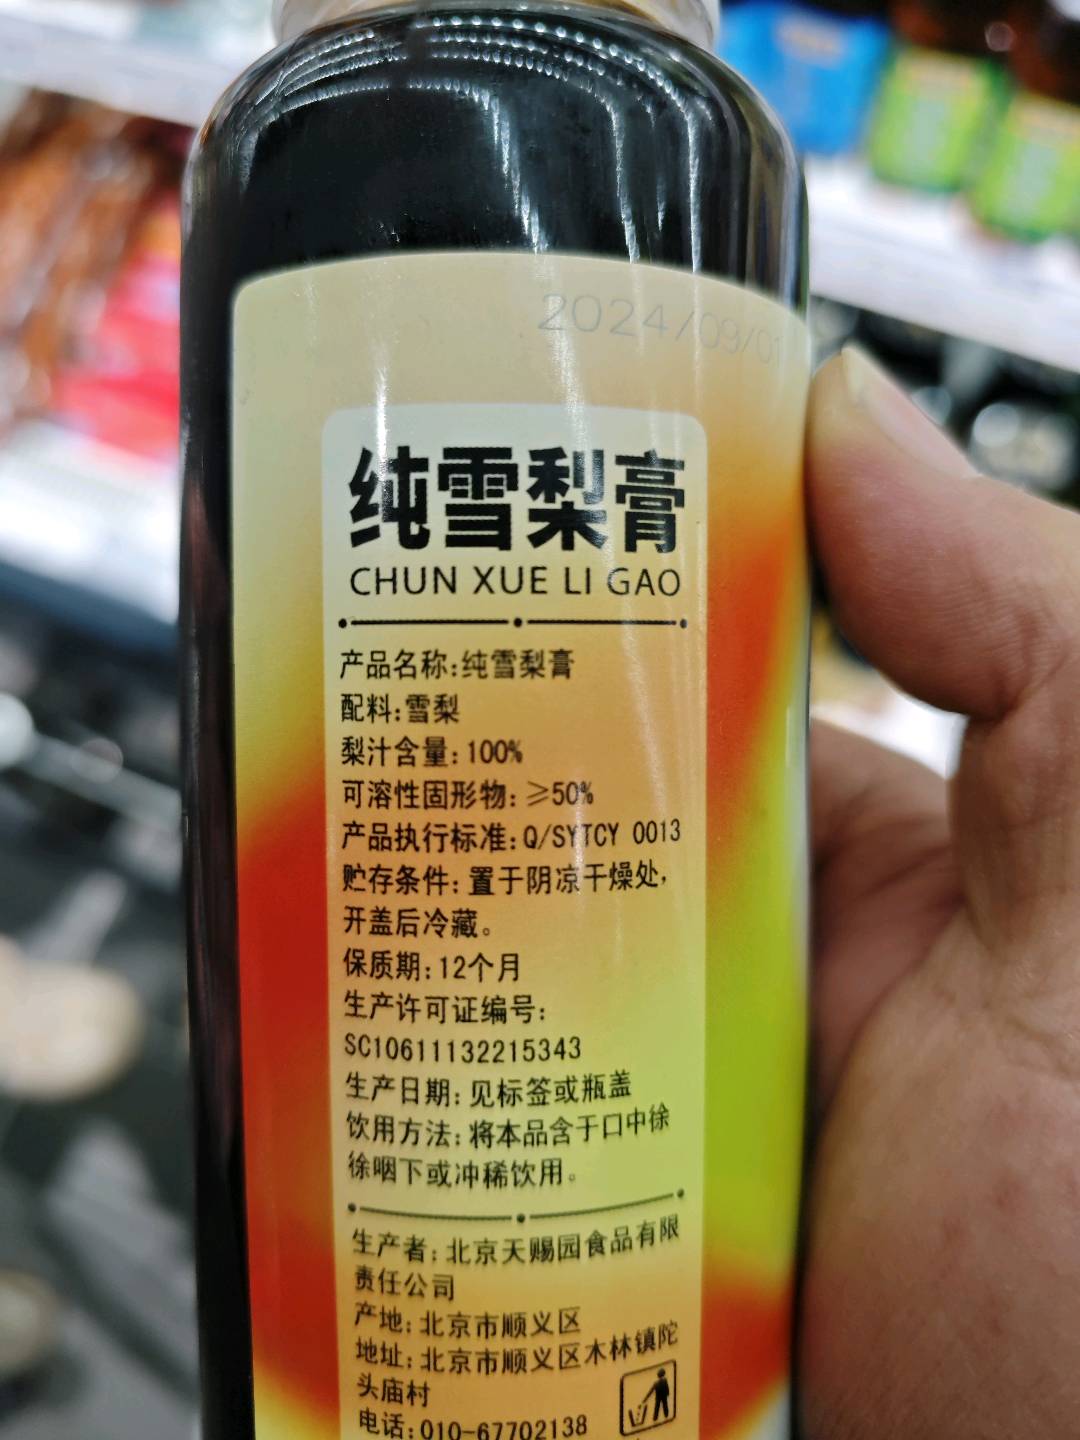 2024/09/01
纯雪梨膏
CHUN XUE LI GAO
产品名称:纯雪梨膏
配料:雪梨
梨汁含量:100%
可溶性固形物:≥50%
产品执行标准:Q/SYTCY 0013
贮存条件:置于阴凉干燥处,
开盖后冷藏。
保质期:12个月
生产许可证编号:
SC10611132215343
生产日期:见标签或瓶盖
饮用方法:将本品含于口中徐
徐咽下或冲稀饮用。
生产者:北京天赐园食品有限
责任公司
产地:北京市顺义区
地址:北京市顺义区木林镇陀
头庙村
电话:010-67702138